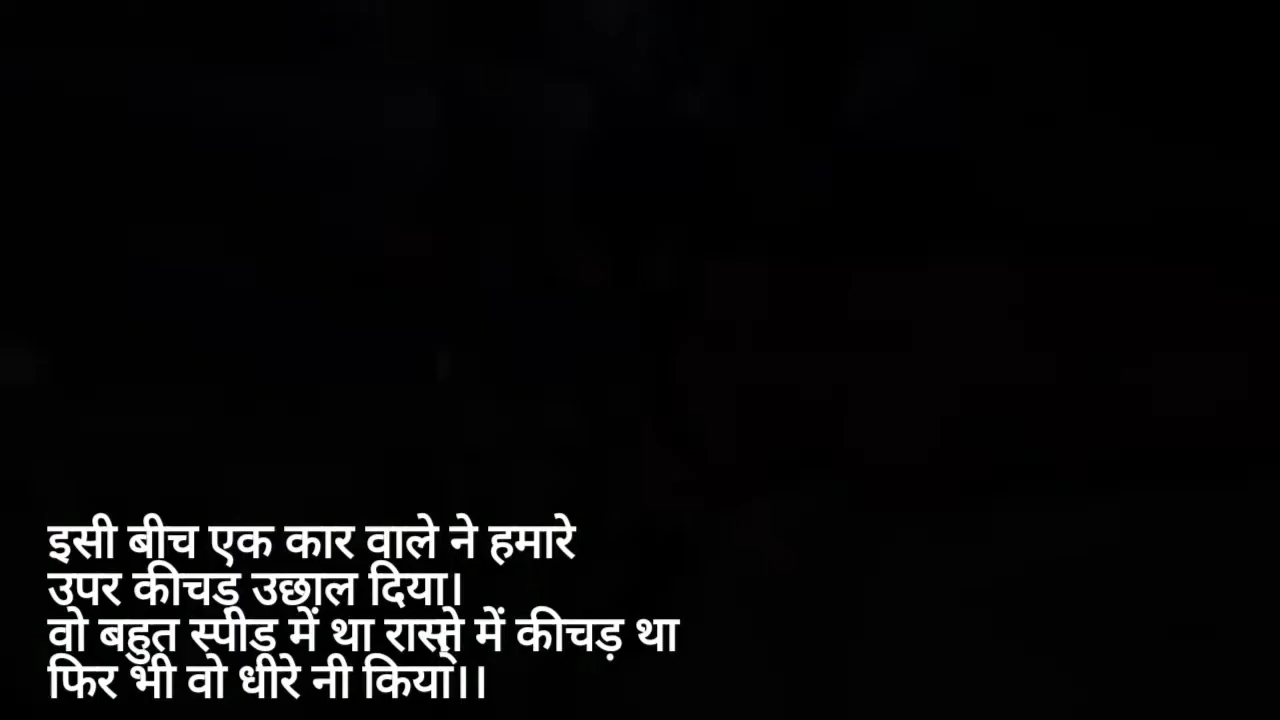 इसी बीच एक कार वाले ने हमारे
उपर कीचड़ उछाल दिया।
वो बहुत स्पीड में था रास्ते में कीचड़ था
फिर भी वो धीरे नी किया।।